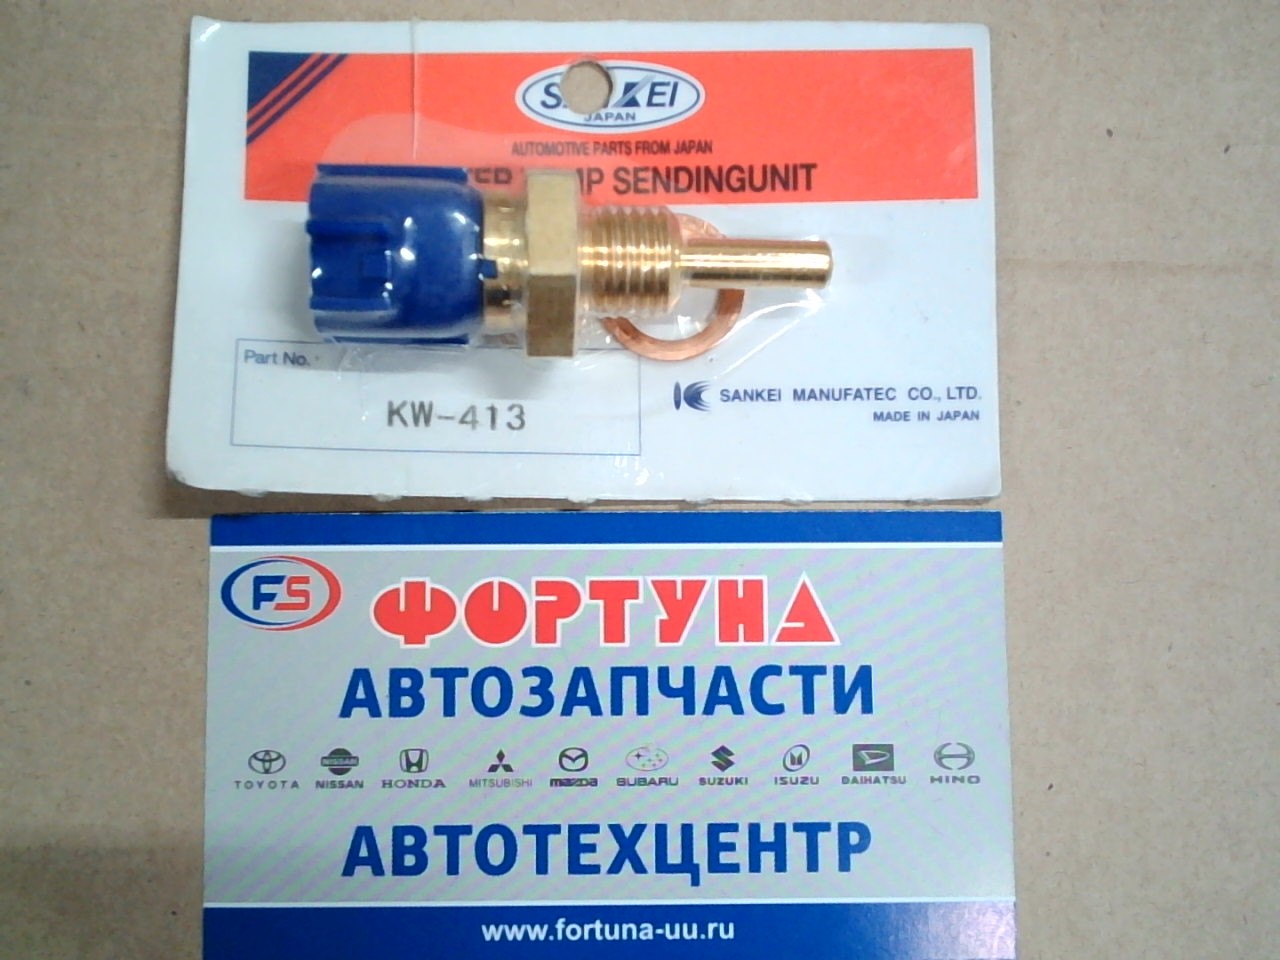 SANKEI
JAPAN
AUTOMOTIVE PARTS FROM JAPAN
SENDINGUNIT
Part No.
KW-413
SANKEI MANUFATEC CO., LTD.
MADE IN JAPAN
FS
ФОРТУНА
АВТОЗАПЧАСТИ
NISSAN
TOYOTA NISSAN HONDA MITSUBISHI mazda SUBARU SUZUKI ISUZU DAIHATSU HINO
АВТОТЕХЦЕНТР
www.fortuna-uu.ru